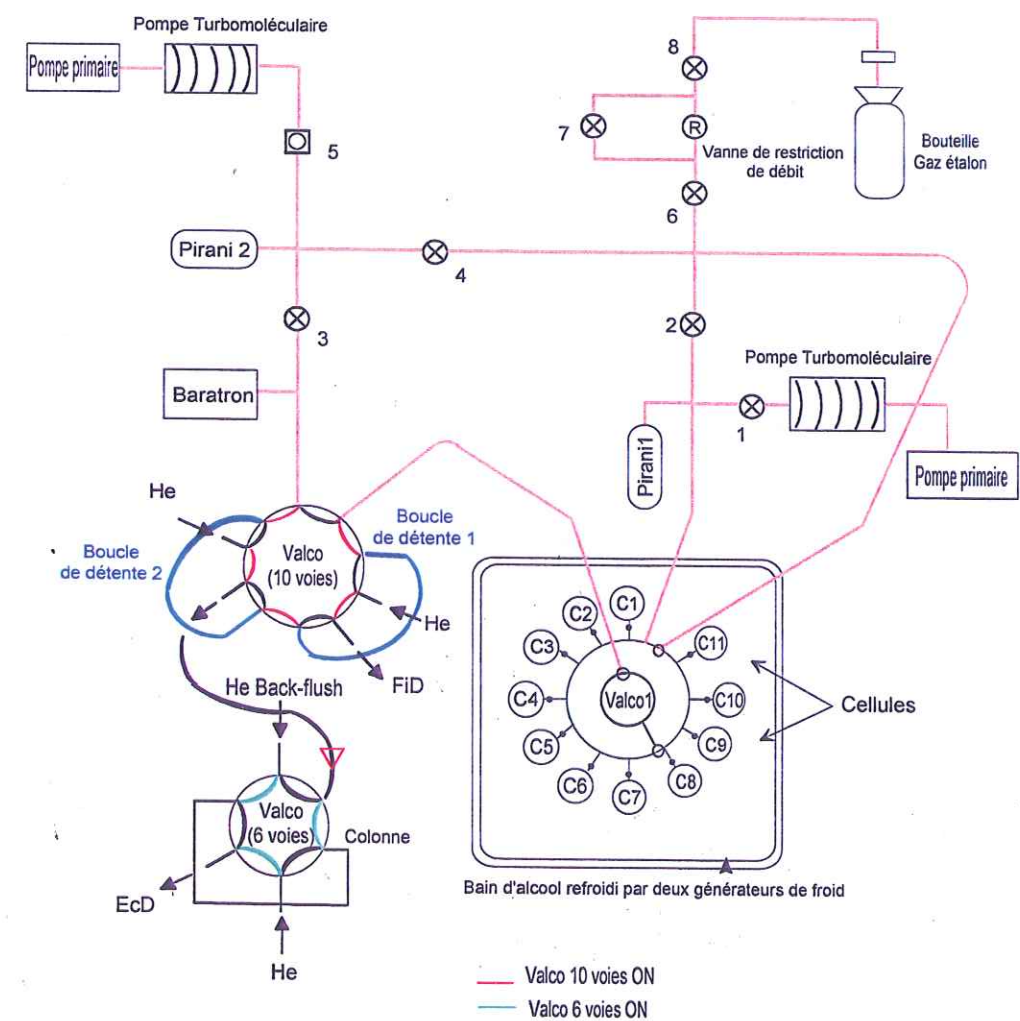 Pompe Turbomoléculaire
Pompe primaire
8
5
7
R
Vanne de restriction
de débit
Bouteille
Gaz étalon
6
Pirani 2
4
3
2
Pompe Turbomoléculaire
Baratron
1
Pirani1
Pompe primaire
He
Boucle
de détente 2
Valco
(10 voies)
Boucle
de détente 1
He
FiD
He Back-flush
C1
C2
C3
C4
C5
C6
C7
C8
C9
C10
C11
Valco1
Cellules
Valco
(6 voies)
Colonne
EcD
He
Bain d'alcool refroidi par deux générateurs de froid
Valco 10 voies ON
Valco 6 voies ON